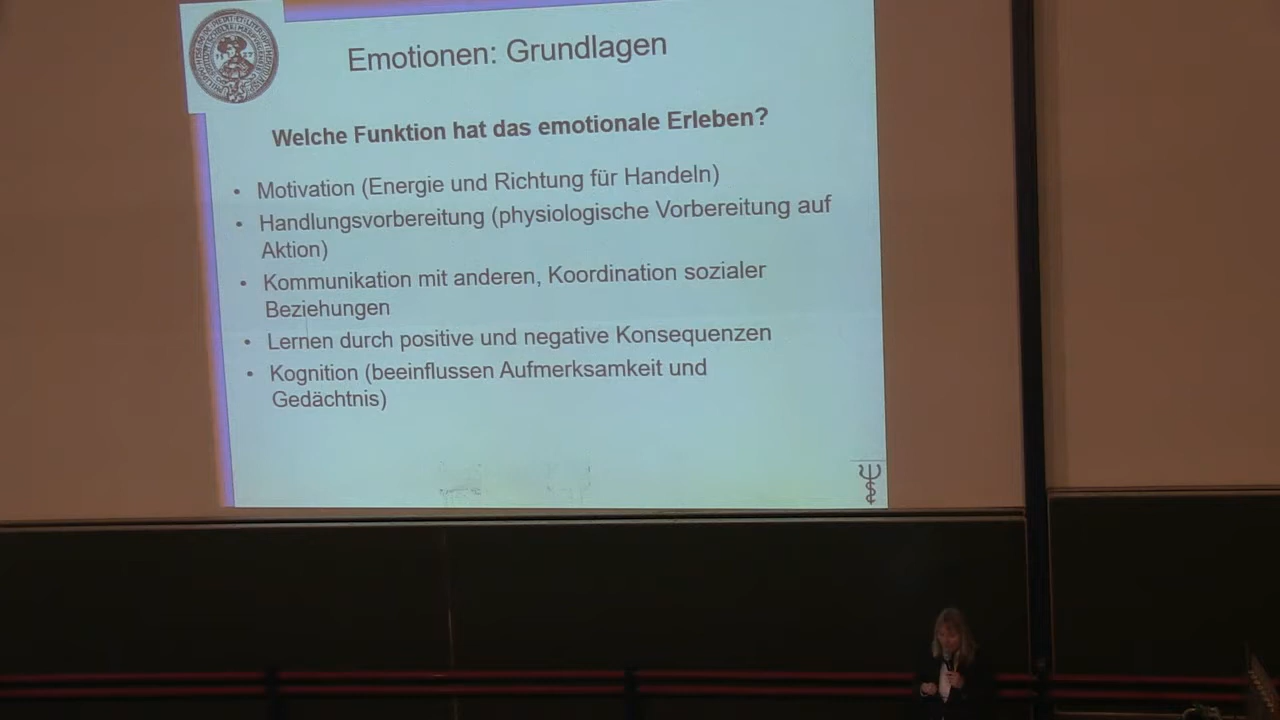 Emotionen: Grundlagen
Welche Funktion hat das emotionale Erleben?
• Motivation (Energie und Richtung für Handeln)
• Handlungsvorbereitung (physiologische Vorbereitung auf
Aktion)
• Kommunikation mit anderen, Koordination sozialer
Beziehungen
• Lernen durch positive und negative Konsequenzen
• Kognition (beeinflussen Aufmerksamkeit und
Gedächtnis)